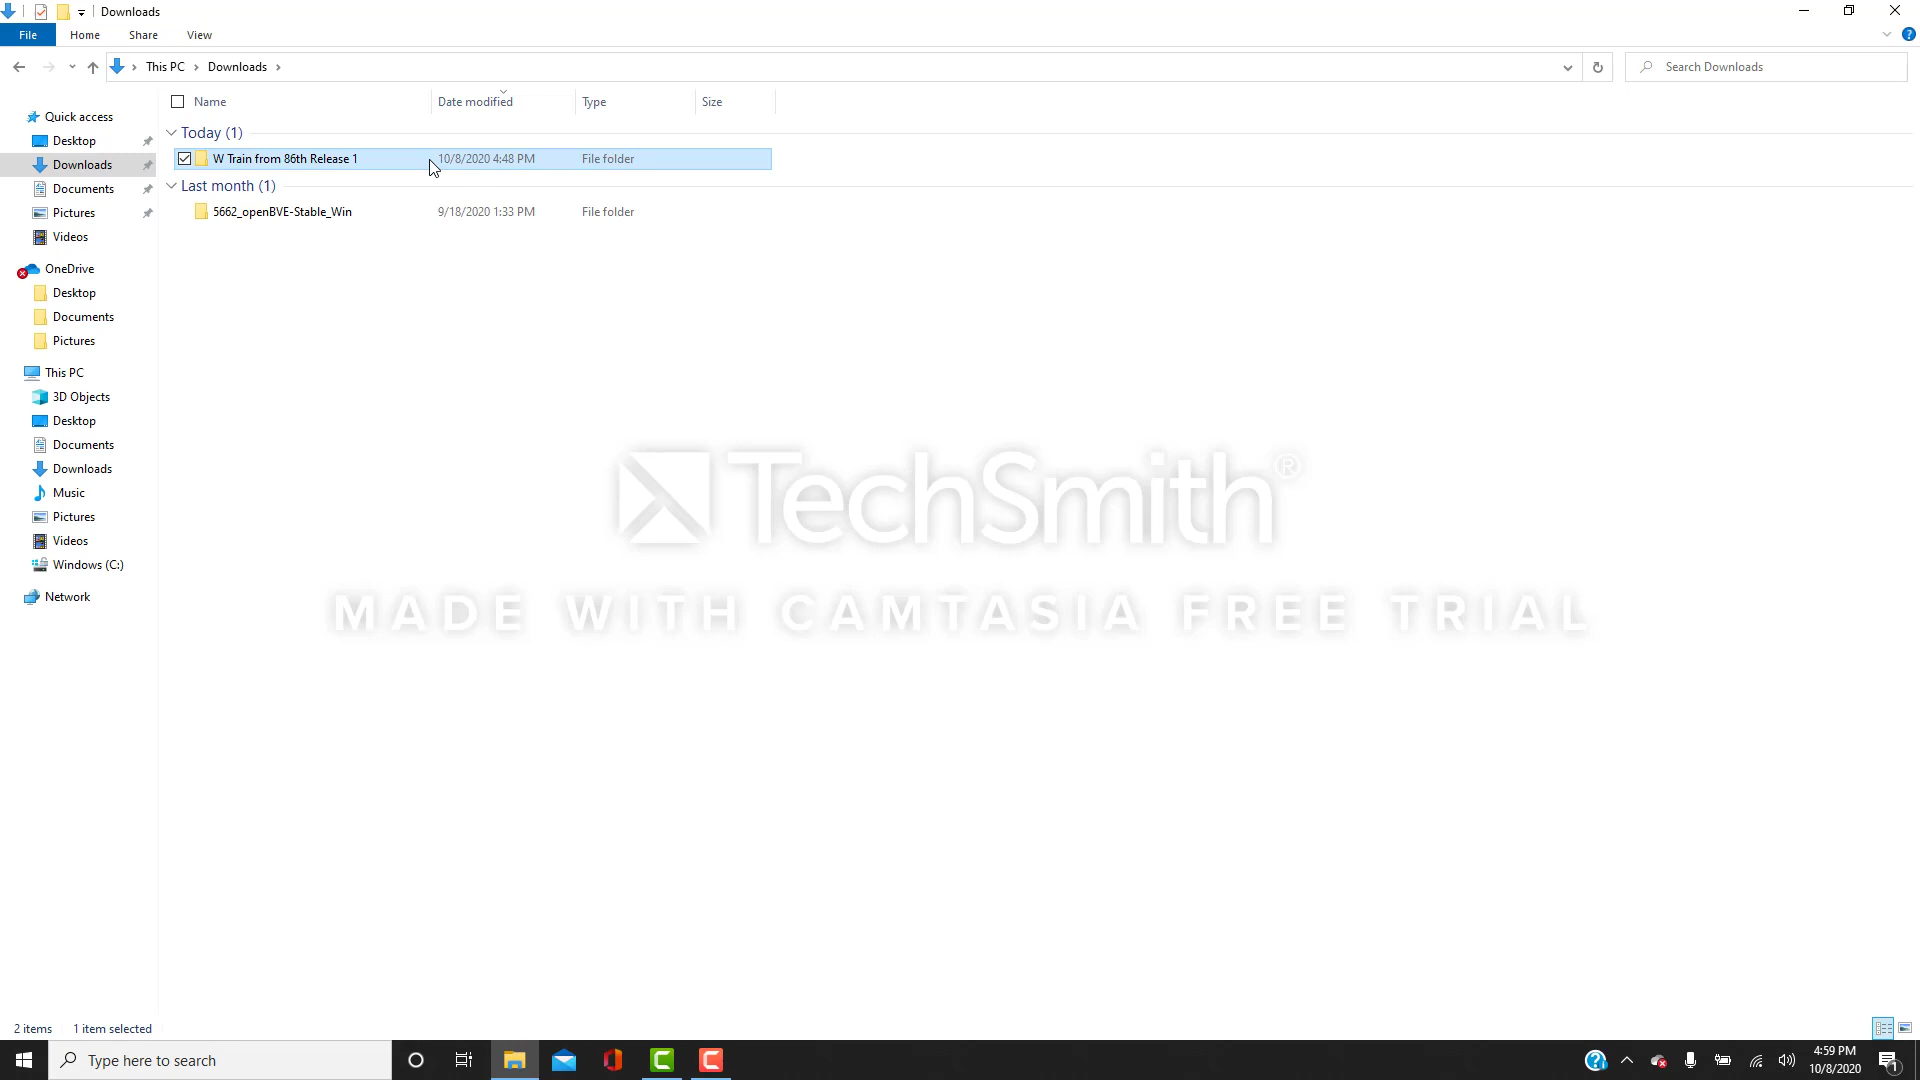 Downloads
File Home Share View
This PC Downloads
Search Downloads
Name Date modified Type Size
Quick access
Desktop
Downloads
Documents
Pictures
Videos
OneDrive
Desktop
Documents
Pictures
This PC
3D Objects
Desktop
Documents
Downloads
Music
Pictures
Videos
Windows (C:)
Network
Today (1)
W Train from 86th Release 1 10/8/2020 4:48 PM File folder
Last month (1)
5662_openBVE-Stable_Win 9/18/2020 1:33 PM File folder
TechSmith®
MADE WITH CAMTASIA FREE TRIAL
2 items 1 item selected
Type here to search
4:59 PM
10/8/2020
1